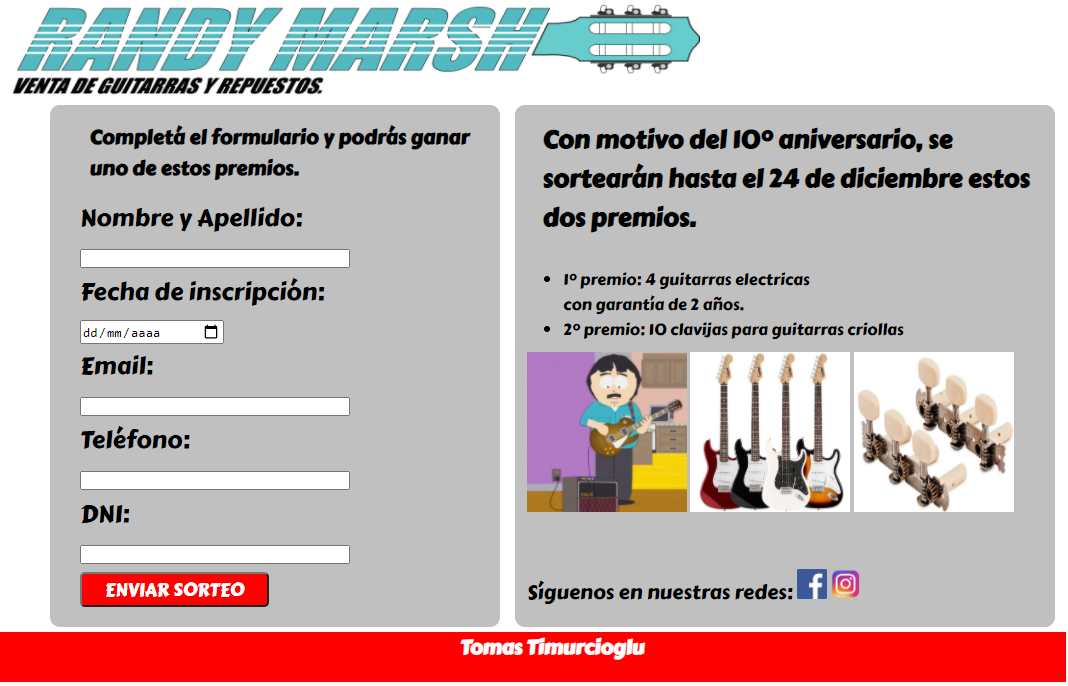 RANDY MARSH
VENTA DE GUITARRAS Y REPUESTOS.
Completá el formulario y podrás ganar
uno de estos premios.
Nombre y Apellido:
Fecha de inscripción:
dd/mm/aaaa
Email:
Teléfono:
DNI:
ENVIAR SORTEO
Con motivo del 10º aniversario, se
sortearán hasta el 24 de diciembre estos
dos premios.
1º premio: 4 guitarras electricas
con garantía de 2 años.
2º premio: 10 clavijas para guitarras criollas
Síguenos en nuestras redes:
Tomas Timurcioglu